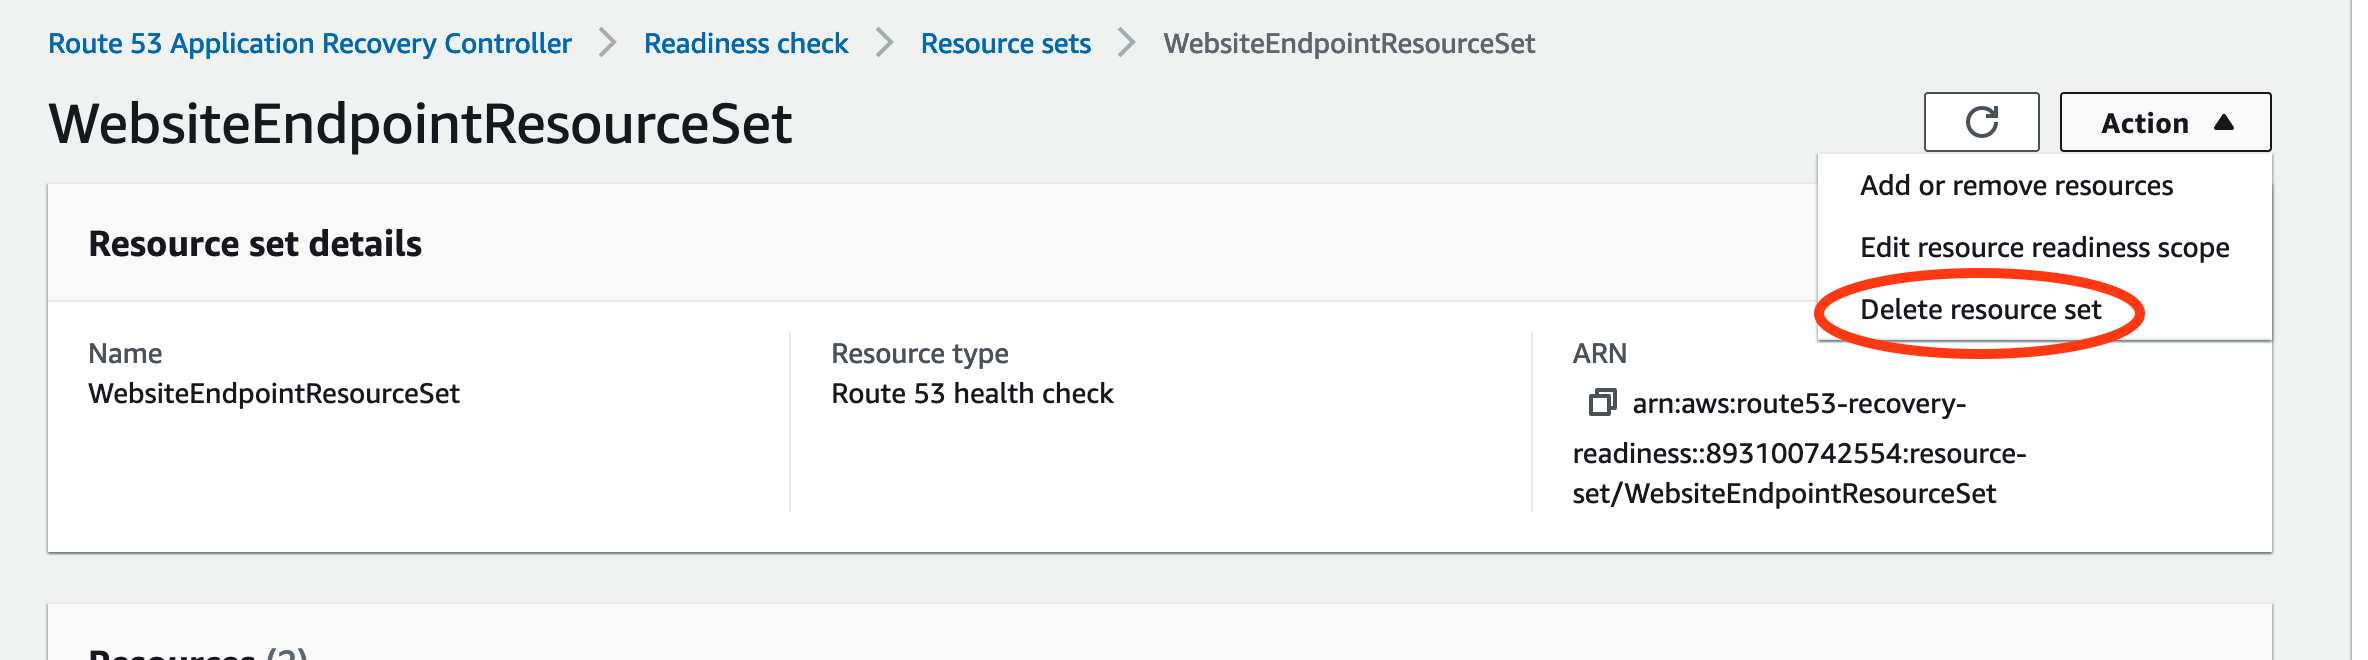 Route 53 Application Recovery Controller > Readiness check > Resource sets > WebsiteEndpointResourceSet
WebsiteEndpointResourceSet
Action
Add or remove resources
Edit resource readiness scope
Delete resource set
Resource set details
Name
WebsiteEndpointResourceSet
Resource type
Route 53 health check
ARN
arn:aws:route53-recovery-
readiness::893100742554:resource-
set/WebsiteEndpointResourceSet
Resources (2)